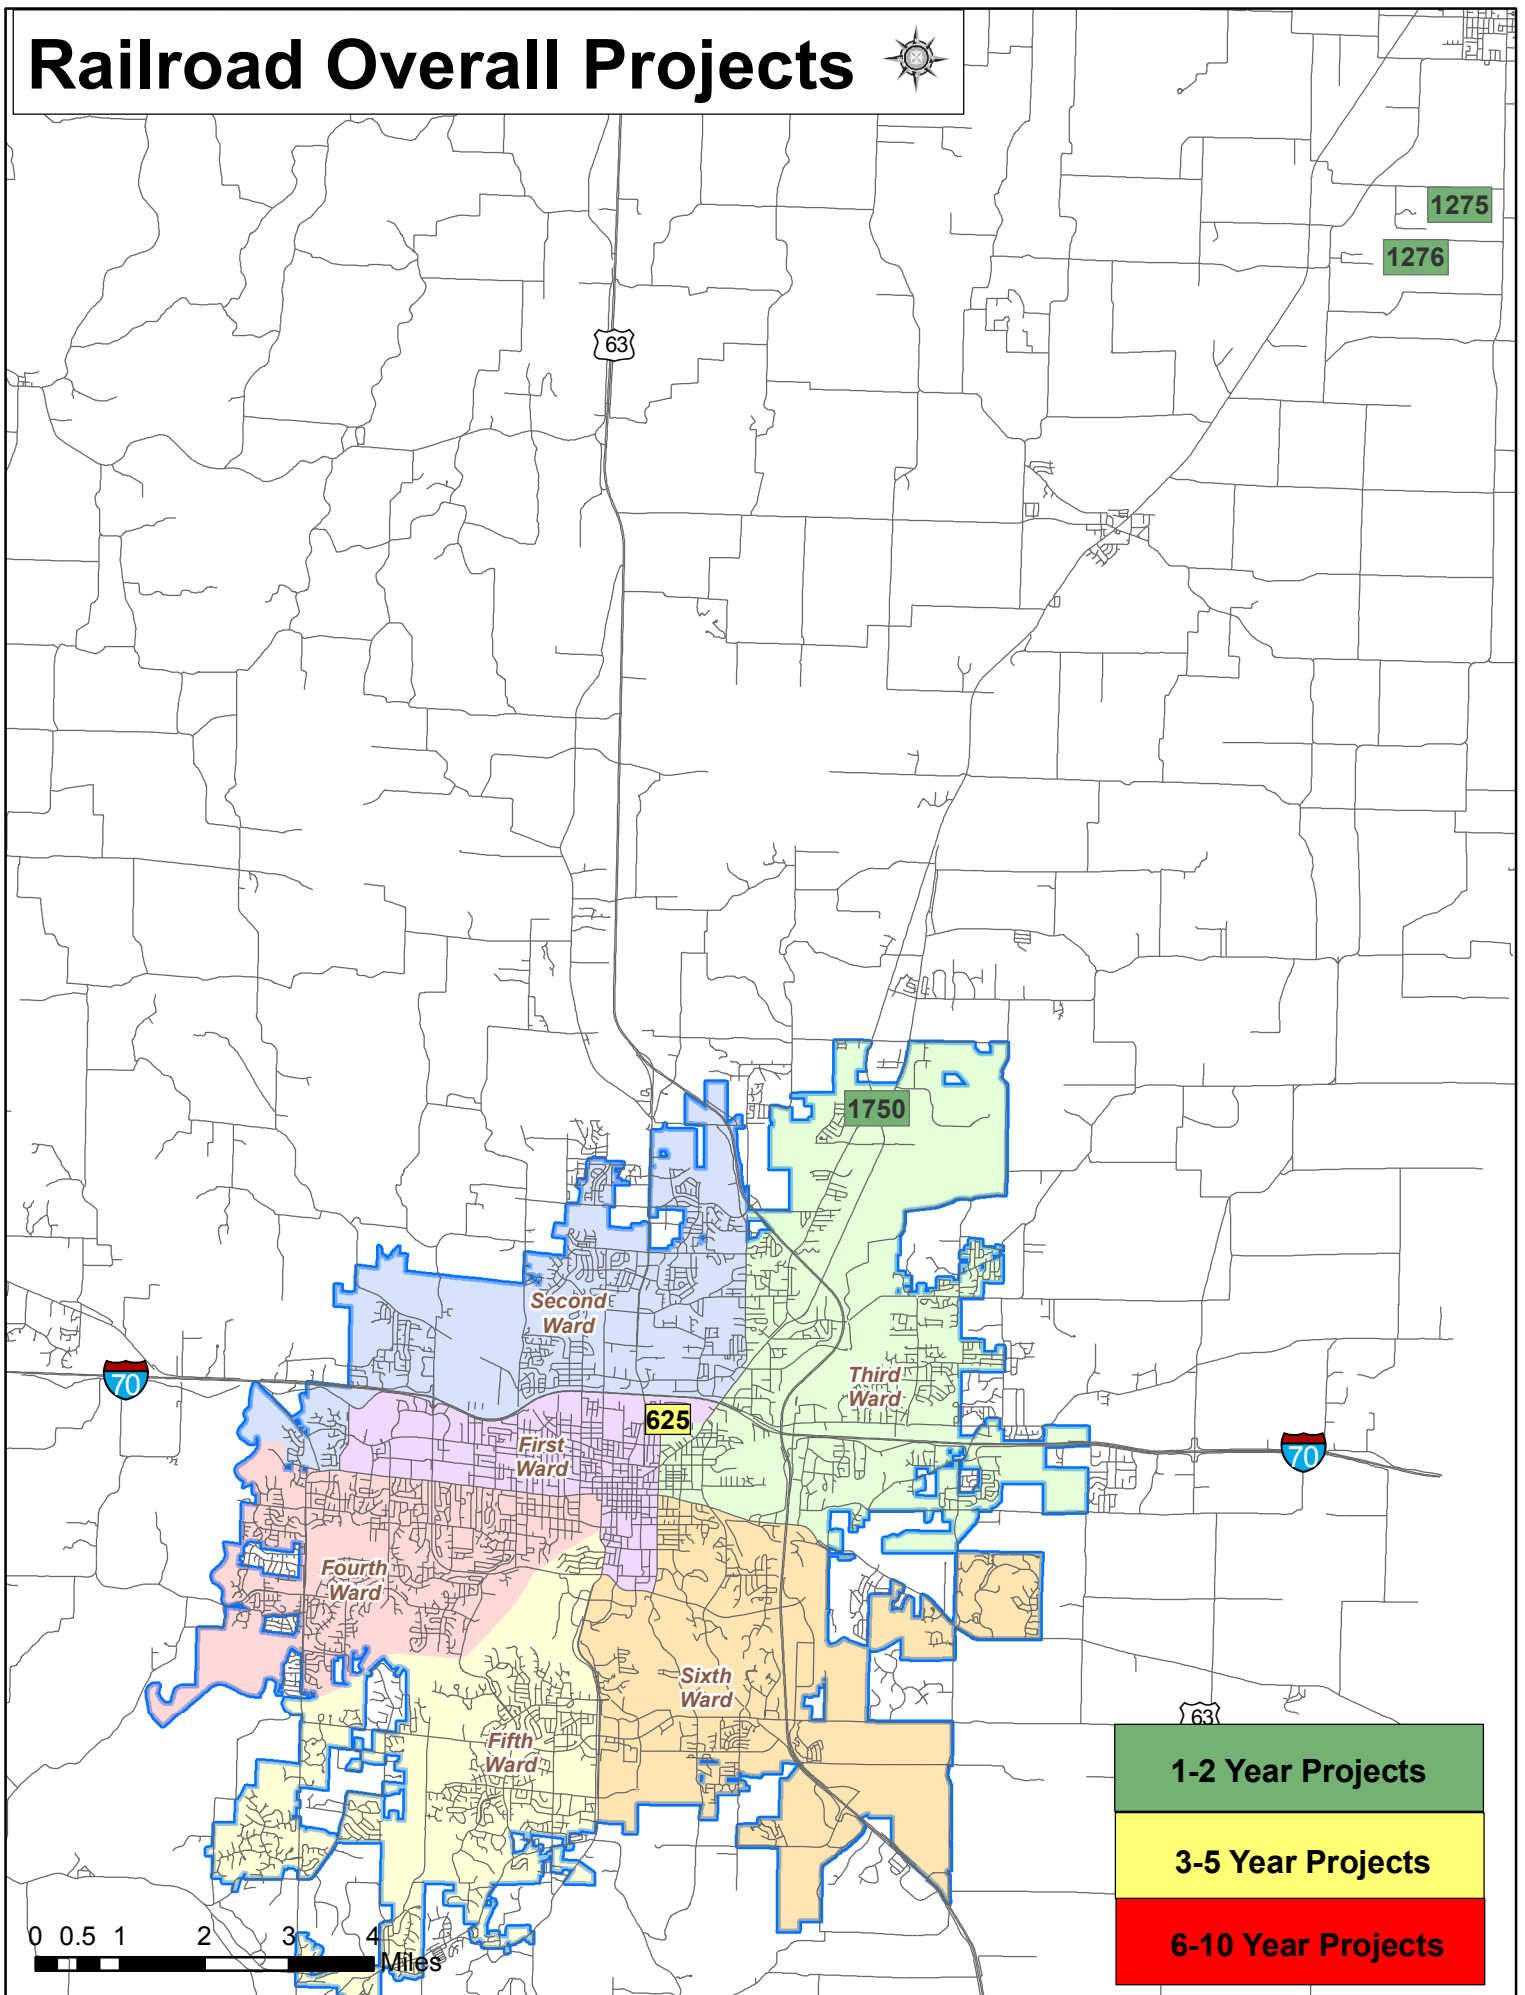 Railroad Overall Projects
1275
1276
63
1750
Second
Ward
Third
Ward
70
625
First
Ward
70
Fourth
Ward
Sixth
Ward
63
Fifth
Ward
1-2 Year Projects
3-5 Year Projects
6-10 Year Projects
0 0.5 1 2 3 4
Miles